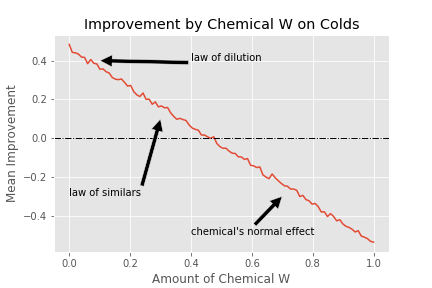 Improvement by Chemical W on Colds
Mean Improvement
0.4
0.2
0.0
−0.2
−0.4
law of dilution
law of similars
chemical's normal effect
0.0 0.2 0.4 0.6 0.8 1.0
Amount of Chemical W